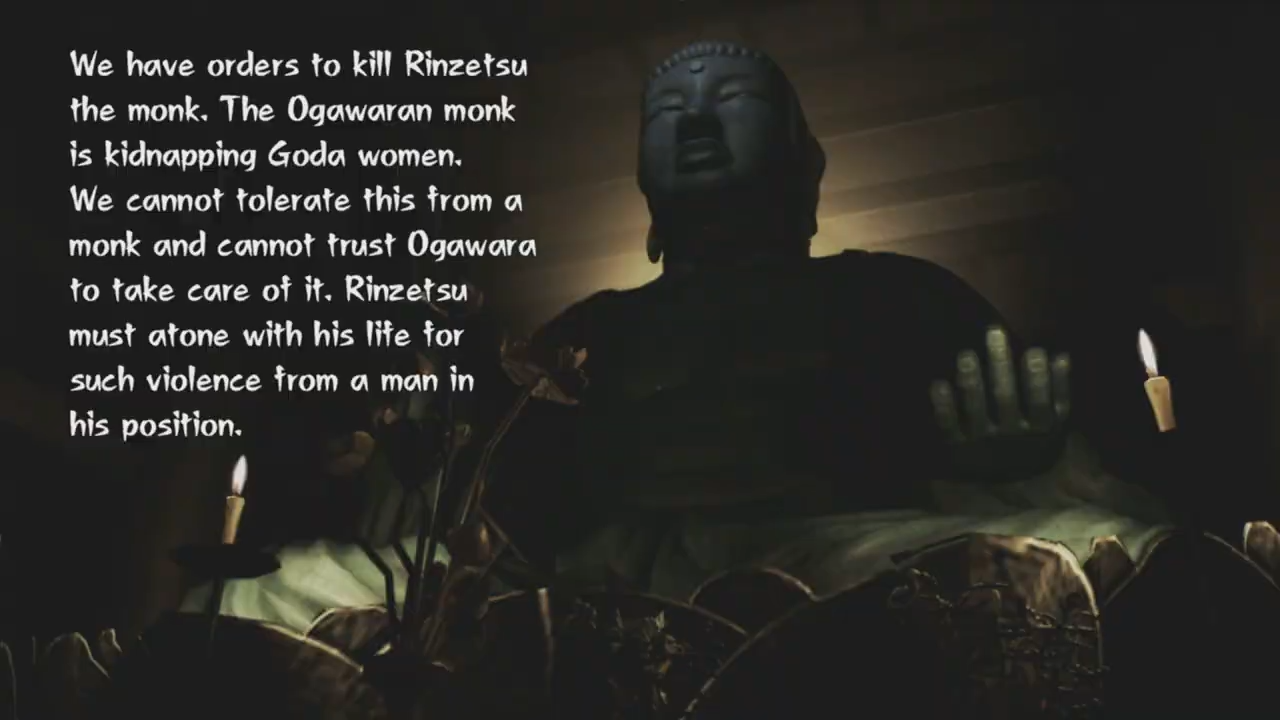 We have orders to kill Rinzetsu
the monk. The Ogawaran monk
is kidnapping Goda women.
We cannot tolerate this from a
monk and cannot trust Ogawara
to take care of it. Rinzetsu
must atone with his life for
such violence from a man in
his position.